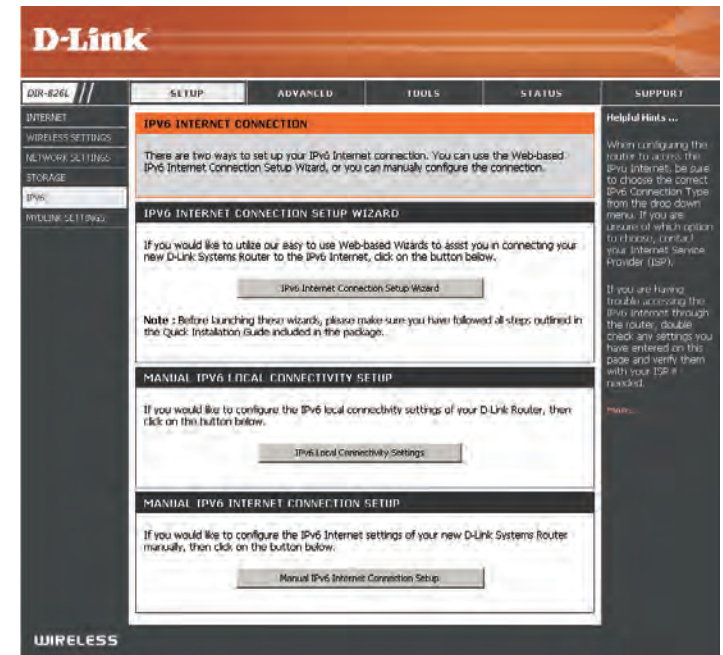 D-Link
DIR-826L
SETUP
ADVANCED
TOOLS
STATUS
SUPPORT
INTERNET
WIRELESS SETTINGS
NETWORK SETTINGS
STORAGE
IPV6
MYDLINK SETTINGS
IPV6 INTERNET CONNECTION
There are two ways to set up your IPv6 Internet connection. You can use the Web-based
IPv6 Internet Connection Setup Wizard, or you can manually configure the connection.
IPV6 INTERNET CONNECTION SETUP WIZARD
If you would like to utilize our easy to use Web-based Wizards to assist you in connecting your
new D-Link Systems Router to the IPv6 Internet, click on the button below.
IPv6 Internet Connection Setup Wizard
Note : Before launching these wizards, please make sure you have followed all steps outlined in
the Quick Installation Guide included in the package.
MANUAL IPV6 LOCAL CONNECTIVITY SETUP
If you would like to configure the IPv6 local connectivity settings of your D-Link Router, then
click on the button below.
IPv6 Local Connectivity Settings
MANUAL IPV6 INTERNET CONNECTION SETUP
If you would like to configure the IPv6 Internet settings of your new D-Link Systems Router
manually, then click on the button below.
Manual IPv6 Internet Connection Setup
Helpful Hints ...
When configuring the
router to access the
IPv6 Internet, be sure
to choose the correct
IPv6 Connection Type
from the drop down
menu. If you are
unsure of which option
to choose, contact
your Internet Service
Provider (ISP).
If you are having
trouble accessing the
IPv6 Internet through
the router, double
check any settings you
have entered on this
page and verify them
with your ISP if
needed.
More...
WIRELESS